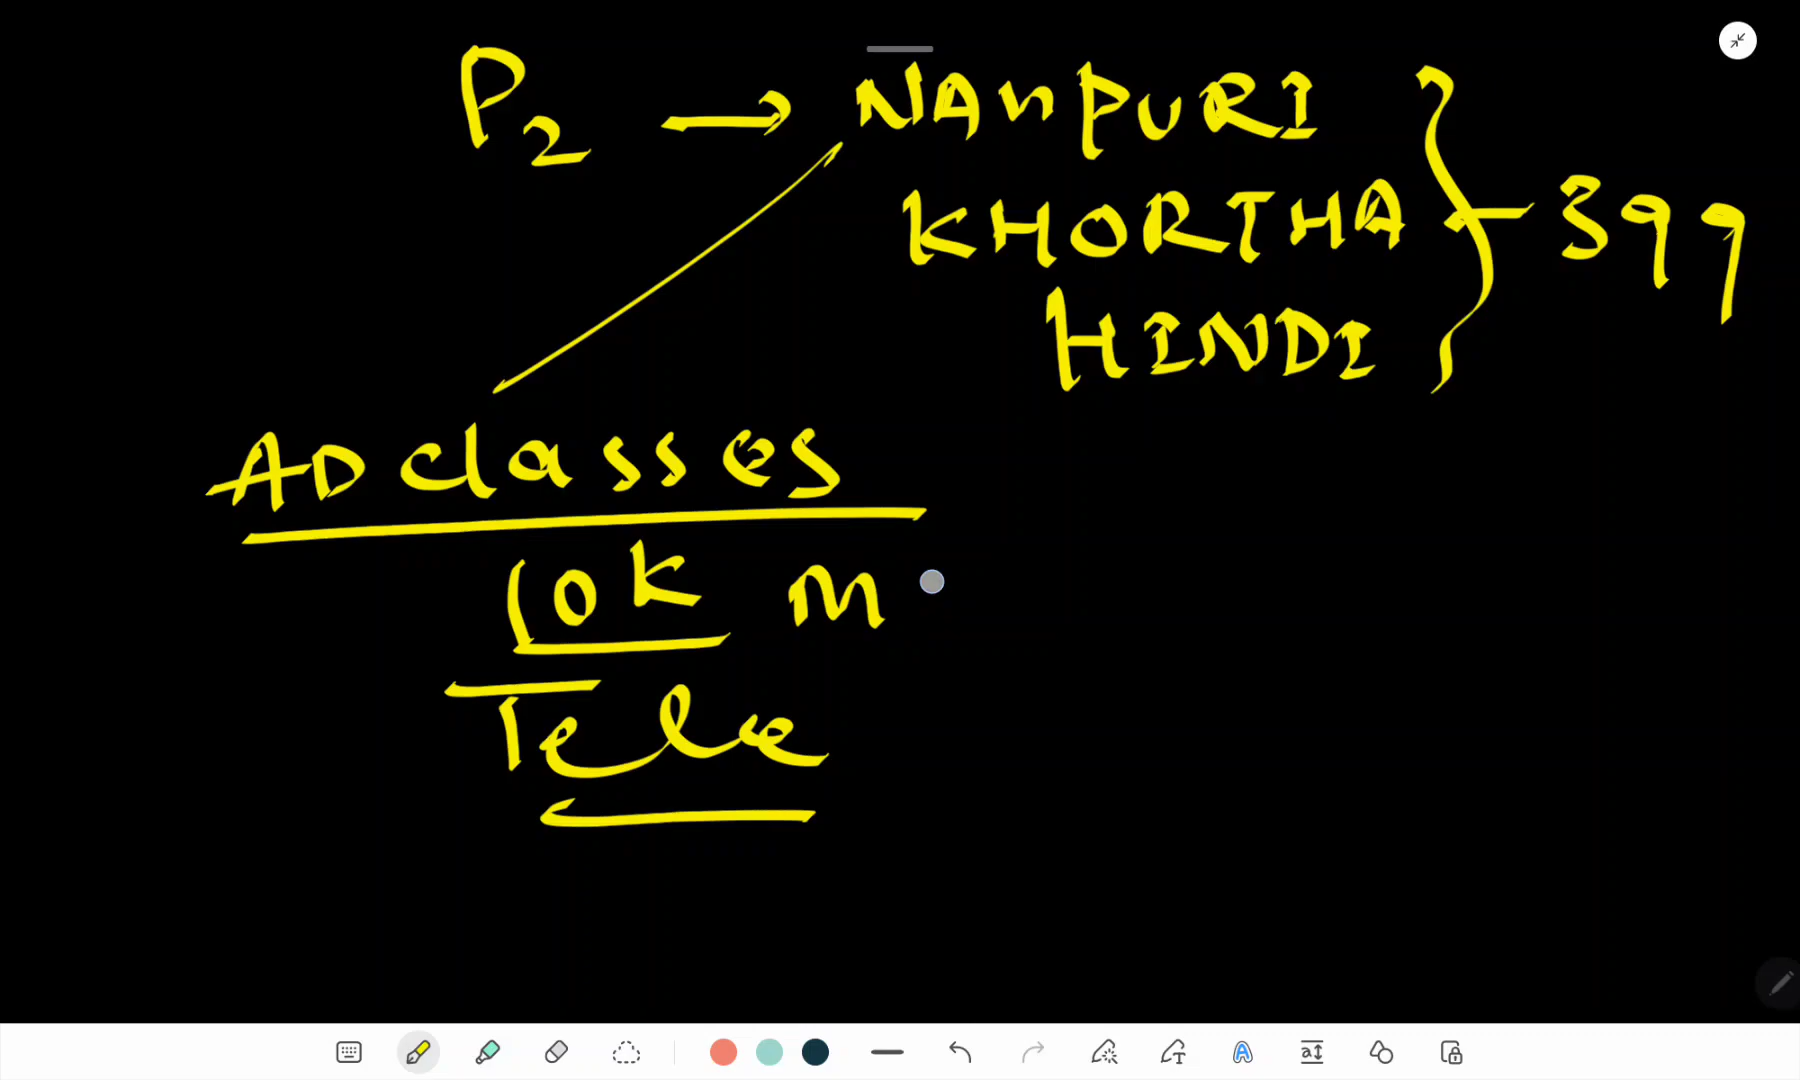 P2 → NAnPURI
KHORTHA
HINDI
399
AD classes
10k m
Tele